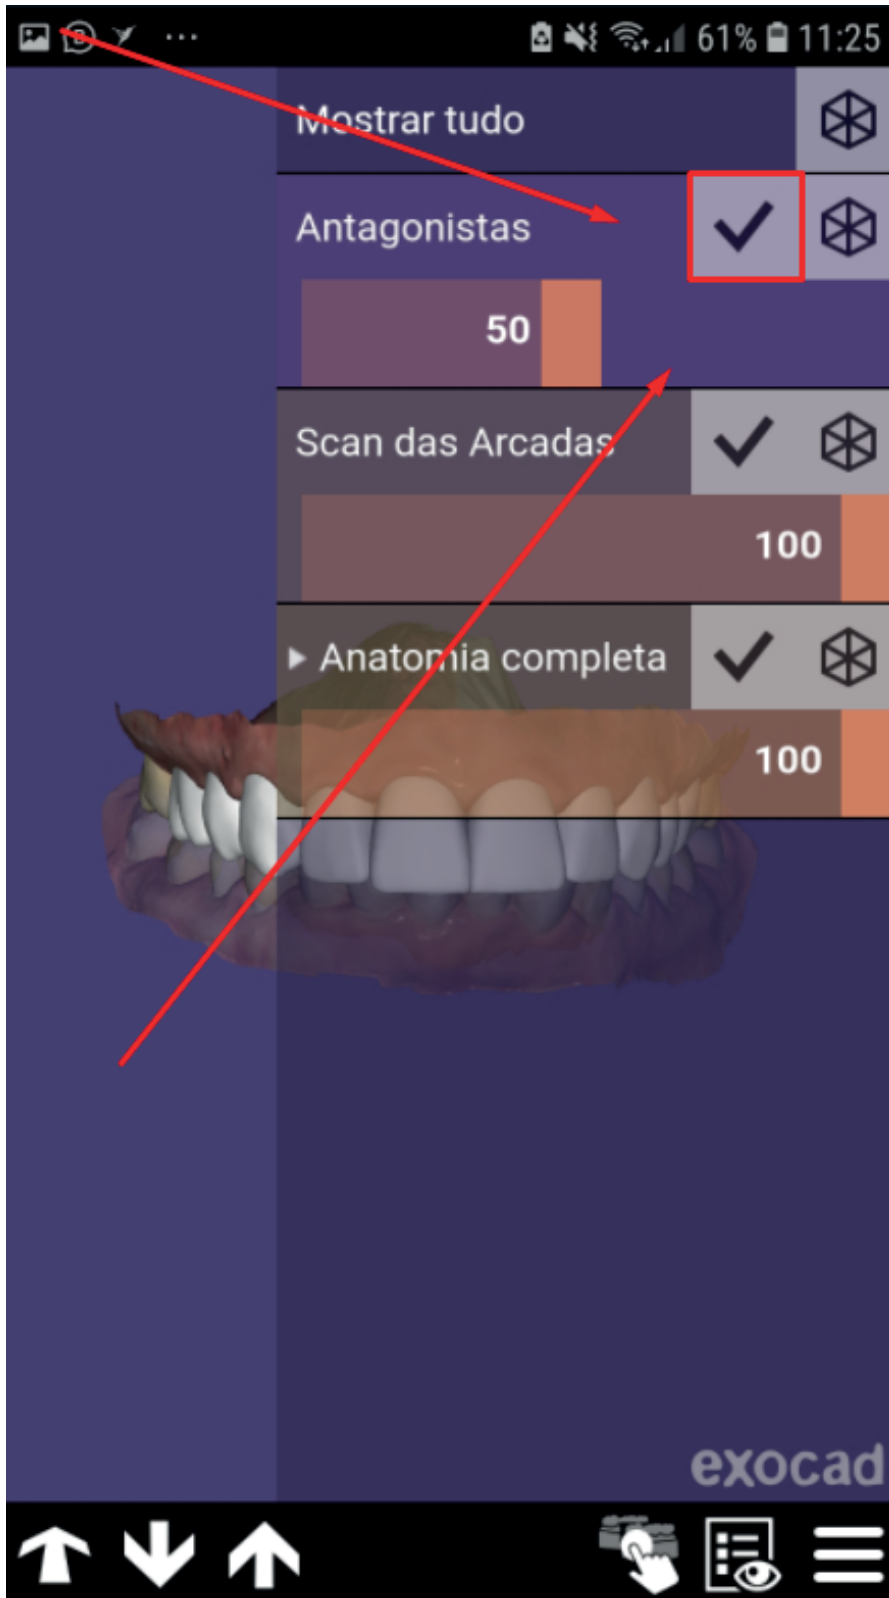 61% 11:25
Mostrar tudo
Antagonistas
50
Scan das Arcadas
100
Anatomia completa
100
exocad